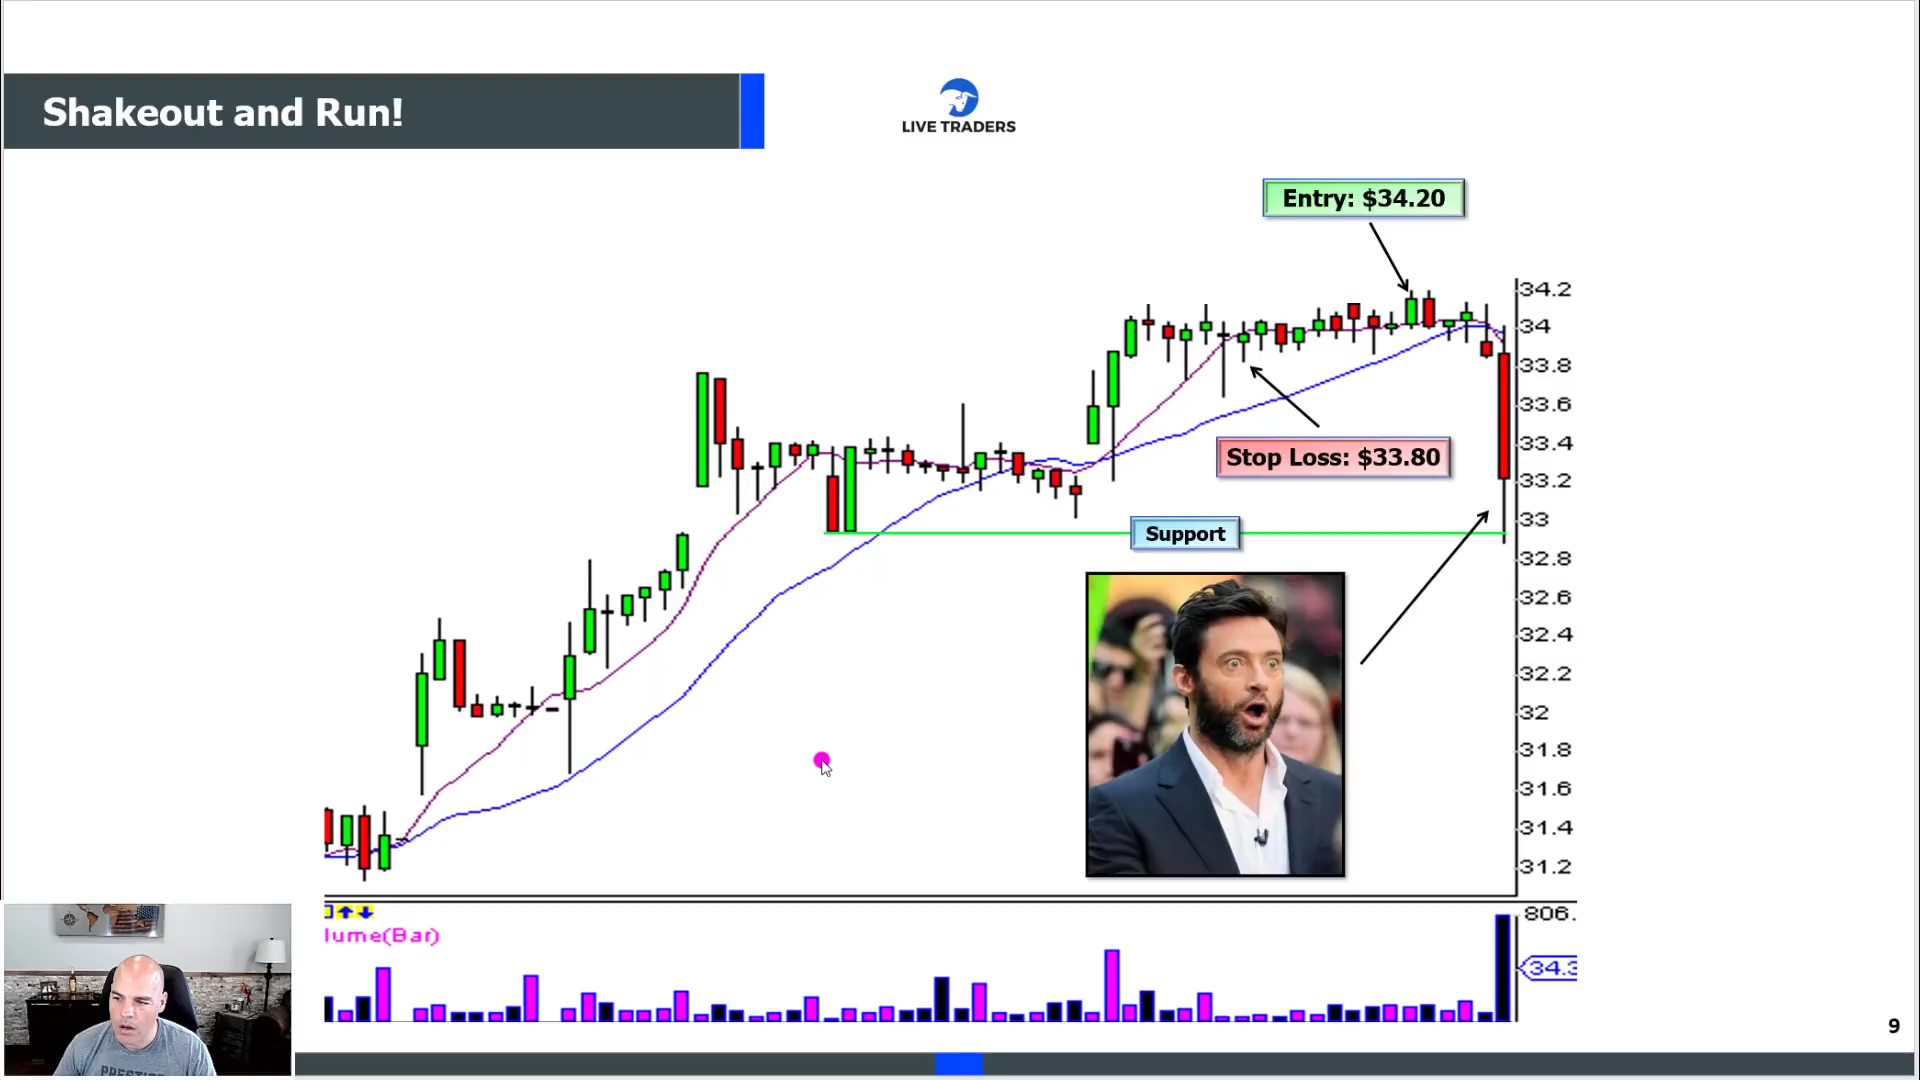 Shakeout and Run!
LIVE TRADERS
Entry: $34.20
34.2
34
33.8
33.6
Stop Loss: $33.80
33.4
33.2
33
Support
32.8
32.6
32.4
32.2
32
31.8
31.6
31.4
31.2
806.
lume(Bar)
34.3
9
PRESTIG